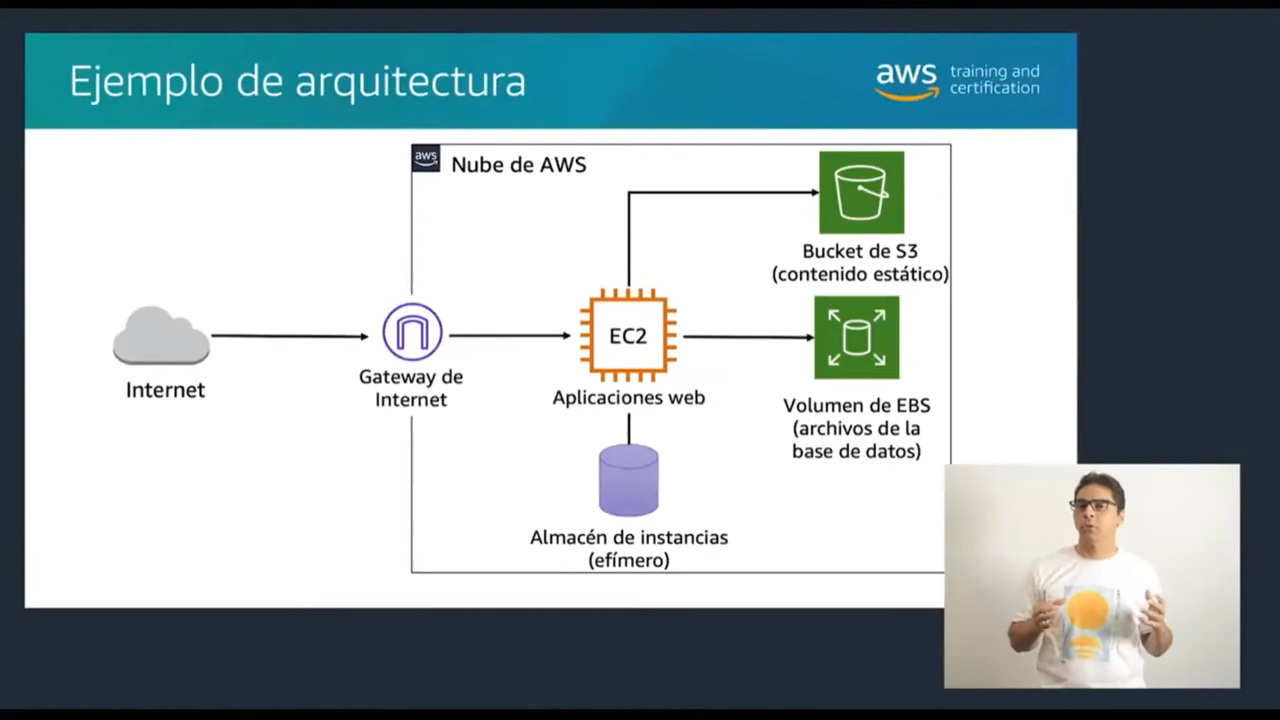 Ejemplo de arquitectura
aws
training and
certification
aws
Nube de AWS
Bucket de S3
(contenido estático)
EC2
Internet
Gateway de
Internet
Aplicaciones web
Volumen de EBS
(archivos de la
base de datos)
Almacén de instancias
(efímero)